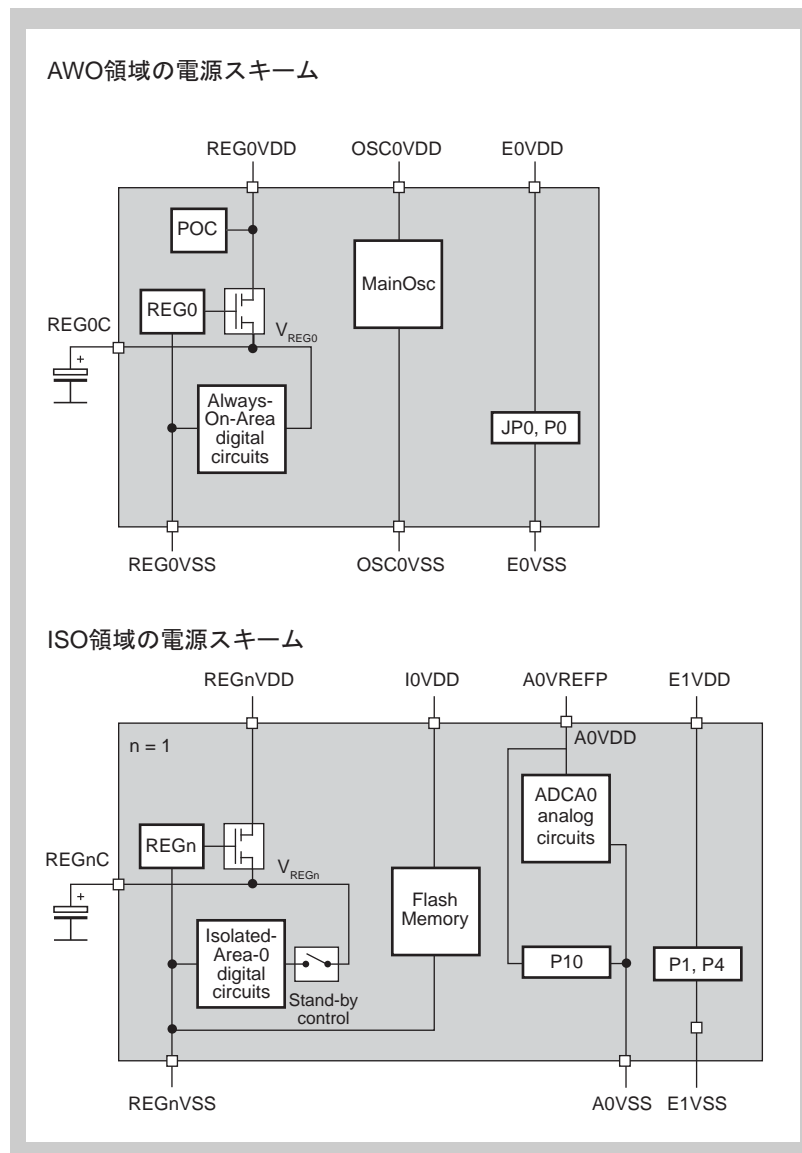 AWO領域の電源スキーム
REG0VDD OSC0VDD E0VDD
POC
MainOsc
REG0
REG0C
VREG0
+
Always-
On-Area
digital
circuits
JP0, P0
REG0VSS OSC0VSS E0VSS
ISO領域の電源スキーム
REGnVDD I0VDD A0VREFP E1VDD
n = 1
A0VDD
ADCA0
analog
circuits
REGn
REGnC
VREGn
+
Flash
Memory
Isolated-
Area-0
digital
circuits
Stand-by
control
P10
P1, P4
REGnVSS A0VSS E1VSS